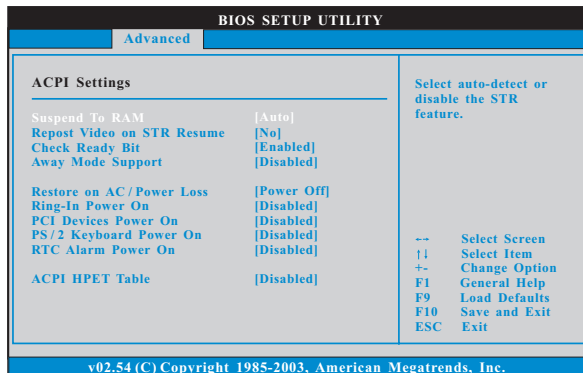 BIOS SETUP UTILITY
Advanced
ACPI Settings
Suspend To RAM [Auto]
Repost Video on STR Resume [No]
Check Ready Bit [Enabled]
Away Mode Support [Disabled]
Restore on AC / Power Loss [Power Off]
Ring-In Power On [Disabled]
PCI Devices Power On [Disabled]
PS / 2 Keyboard Power On [Disabled]
RTC Alarm Power On [Disabled]
ACPI HPET Table [Disabled]
Select auto-detect or
disable the STR
feature.
←→ Select Screen
↑↓ Select Item
+- Change Option
F1 General Help
F9 Load Defaults
F10 Save and Exit
ESC Exit
v02.54 (C) Copyright 1985-2003, American Megatrends, Inc.